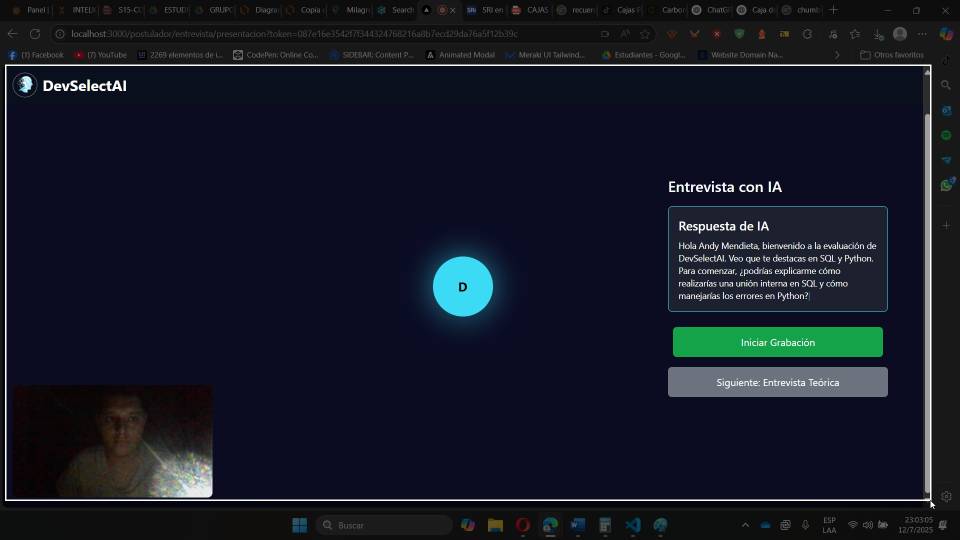 Panel |
INTELI
S15-CC
ESTUDI
GRUPO
Diagra
Copia d
Milagr
Search
SRI en
CAJAS
recuer
Cajas F
Carbon
ChatG
Caja d
chumb
localhost:3000/postulador/entrevista/presentacion?token=087e16e3542f7f344324768216a8b7ecd29da76a5f12b39c
(1) Facebook
(7) YouTube
2269 elementos de i...
CodePen: Online Co...
SIDEBAR: Content P...
Animated Modal
Meraki UI Tailwin...
Estudiantes - Googl...
Website Domain Na...
Otros favoritos
DevSelectAI
D
Entrevista con IA
Respuesta de IA
Hola Andy Mendieta, bienvenido a la evaluación de
DevSelectAI. Veo que te destacas en SQL y Python.
Para comenzar, ¿podrías explicarme cómo
realizarías una unión interna en SQL y cómo
manejarías los errores en Python?
Iniciar Grabación
Siguiente: Entrevista Teórica
Buscar
ESP
LAA
23:03:05
12/7/2025